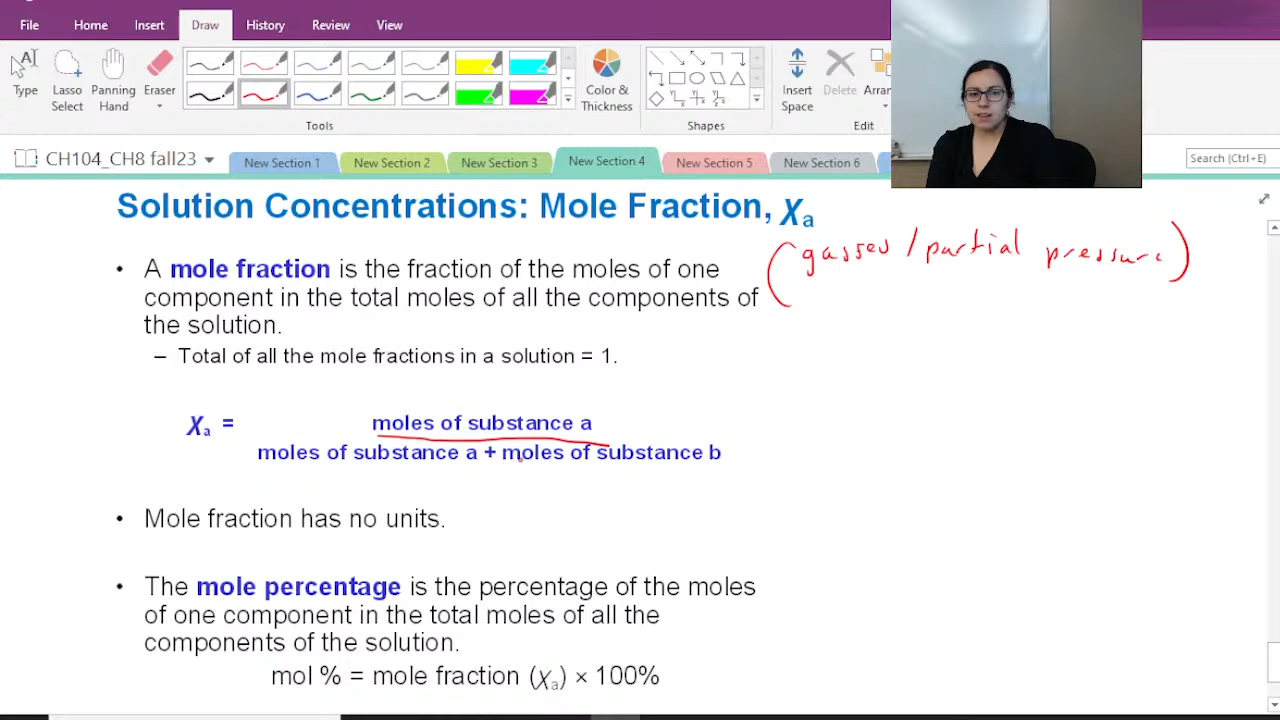 File Home Insert Draw History Review View
Type Lasso Select Panning Hand Eraser Color & Thickness Insert Space Delete Edit
Tools Shapes
CH104_CH8 fall23 New Section 1 New Section 2 New Section 3 New Section 4 New Section 5 New Section 6 Search (Ctrl+E)
Solution Concentrations: Mole Fraction, χa
(gasses / partial pressure)
• A mole fraction is the fraction of the moles of one
component in the total moles of all the components of
the solution.
– Total of all the mole fractions in a solution = 1.
χa = moles of substance a
moles of substance a + moles of substance b
• Mole fraction has no units.
• The mole percentage is the percentage of the moles
of one component in the total moles of all the
components of the solution.
mol % = mole fraction (χa) × 100%